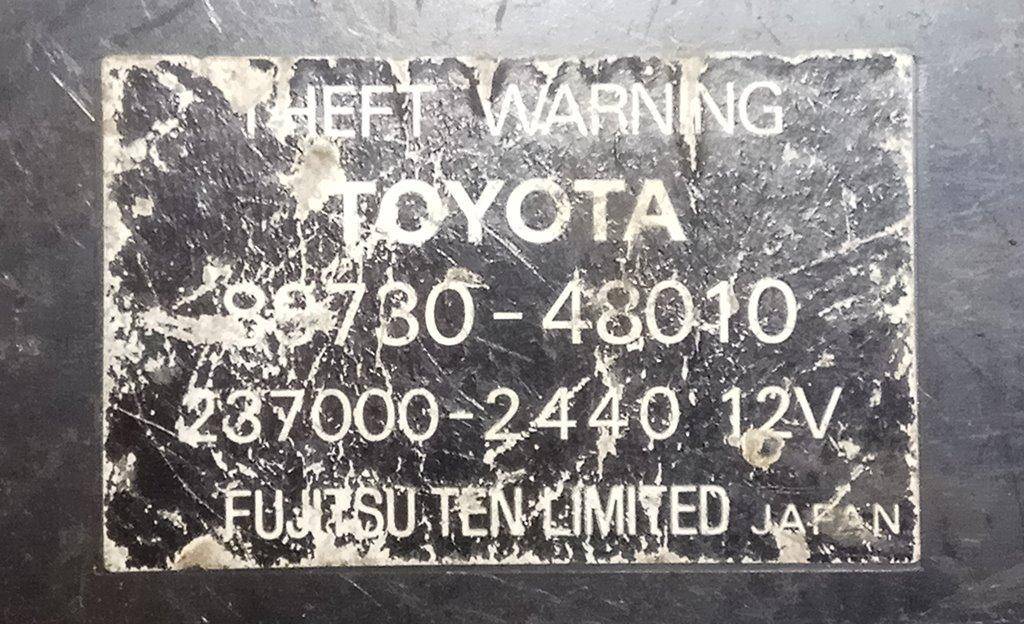 THEFT WARNING
TOYOTA
89730-48010
237000-2440 12V
FUJITSU TEN LIMITED JAPAN